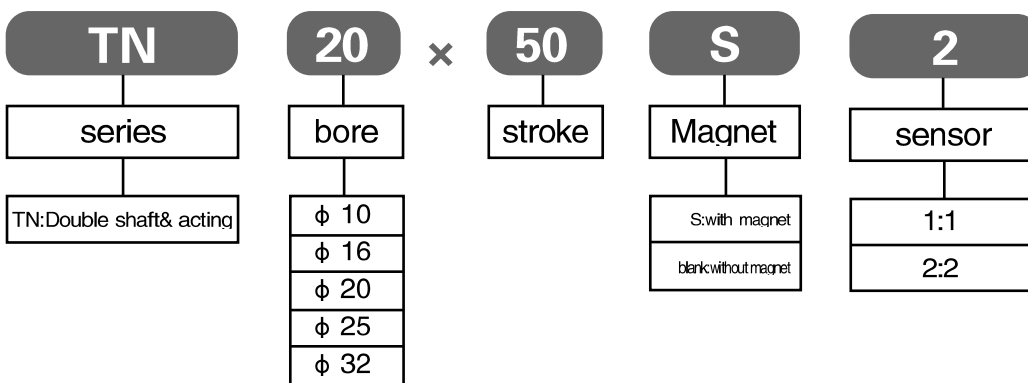 TN 20 × 50 S 2
series bore stroke Magnet sensor
TN:Double shaft& acting
φ 10
φ 16
φ 20
φ 25
φ 32
S:with magnet
blank:without magnet
1:1
2:2